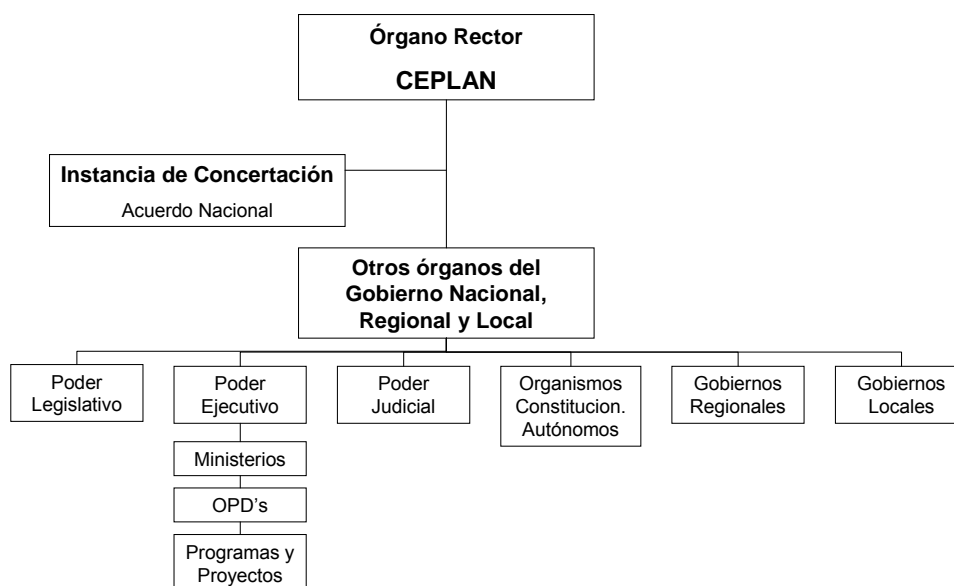 Órgano Rector
CEPLAN
Instancia de Concertación
Acuerdo Nacional
Otros órganos del
Gobierno Nacional,
Regional y Local
Poder
Legislativo
Poder
Ejecutivo
Poder
Judicial
Organismos
Constitucion.
Autónomos
Gobiernos
Regionales
Gobiernos
Locales
Ministerios
OPD's
Programas y
Proyectos